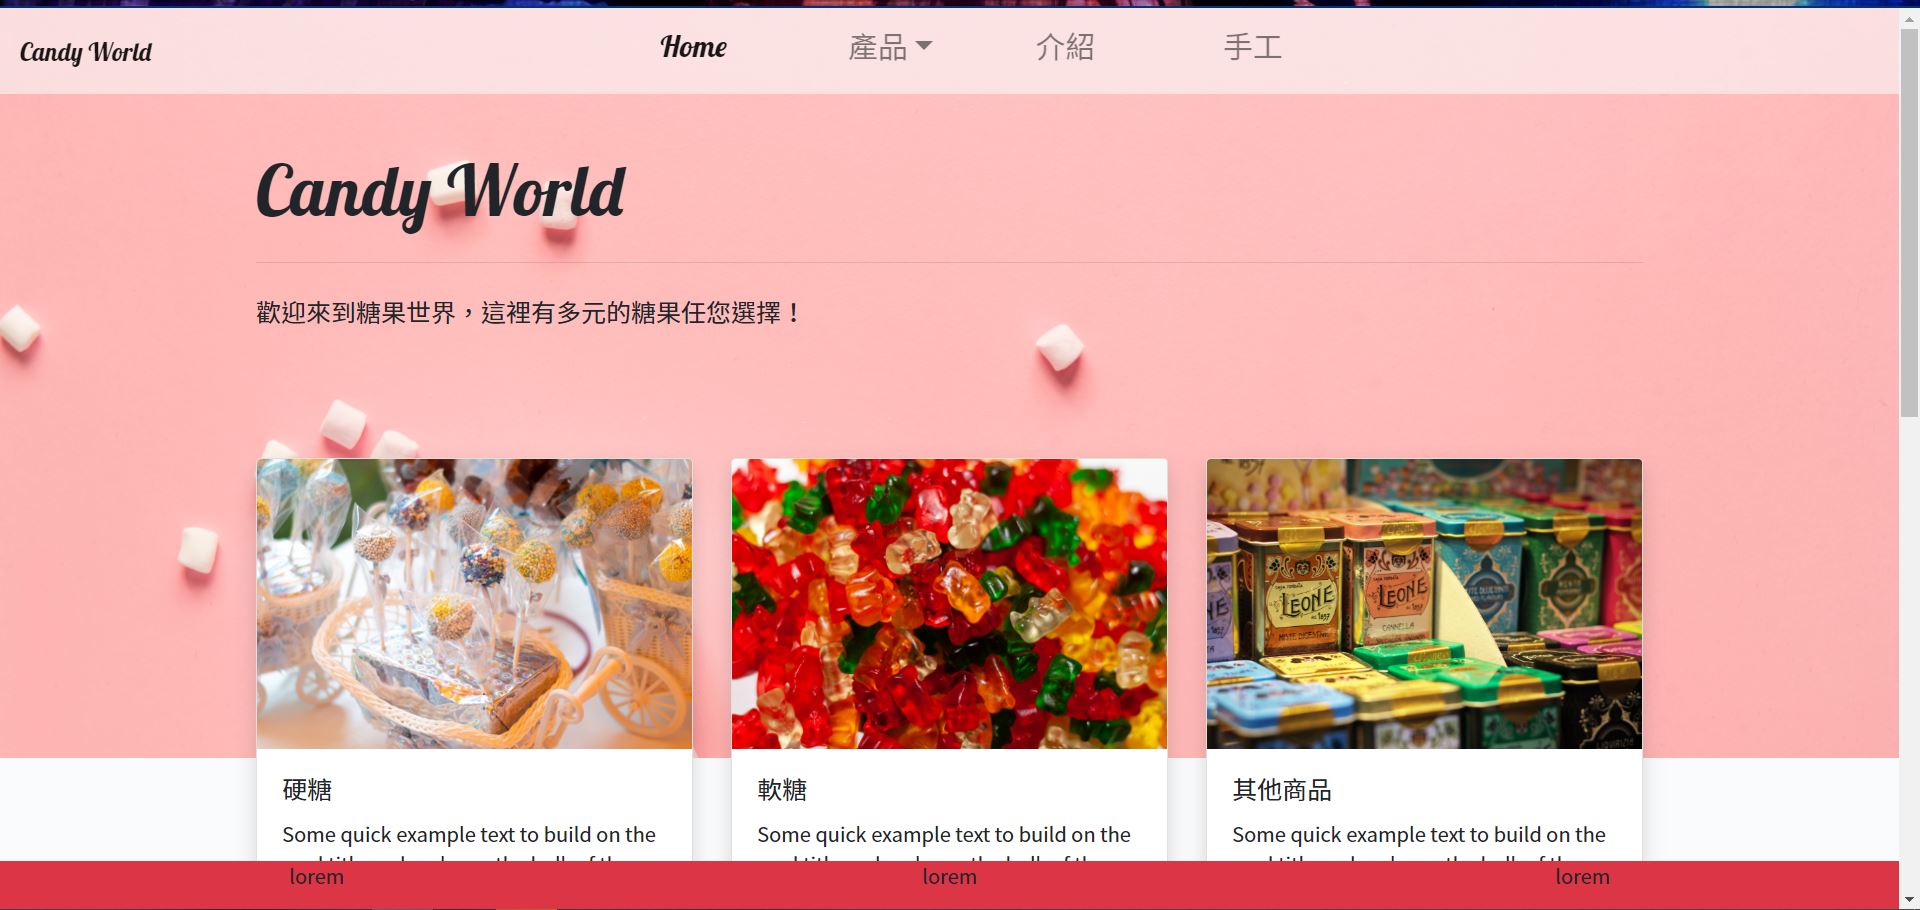 Candy World
Home 產品 介紹 手工
Candy World
歡迎來到糖果世界，這裡有多元的糖果任您選擇！
LEONE
LEONE
CANNELLA
硬糖
Some quick example text to build on the
軟糖
Some quick example text to build on the
其他商品
Some quick example text to build on the
lorem lorem lorem